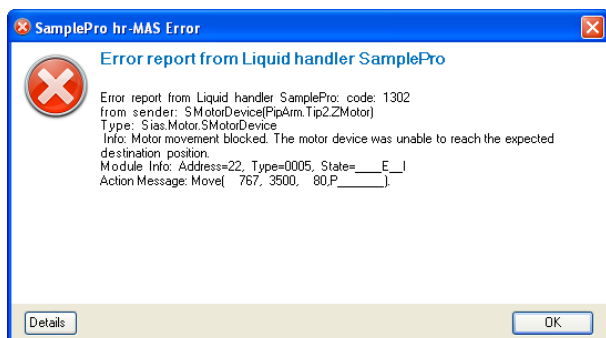 SamplePro hr-MAS Error
Error report from Liquid handler SamplePro
Error report from Liquid handler SamplePro: code: 1302
from sender: SMotorDevice(PipArm.Tip2.ZMotor)
Type: Sias.Motor.SMotorDevice
Info: Motor movement blocked. The motor device was unable to reach the expected
destination position.
Module Info: Address=22, Type=0005, State=____E__I
Action Message: Move( 767, 3500, 80,P_______).
Details
OK